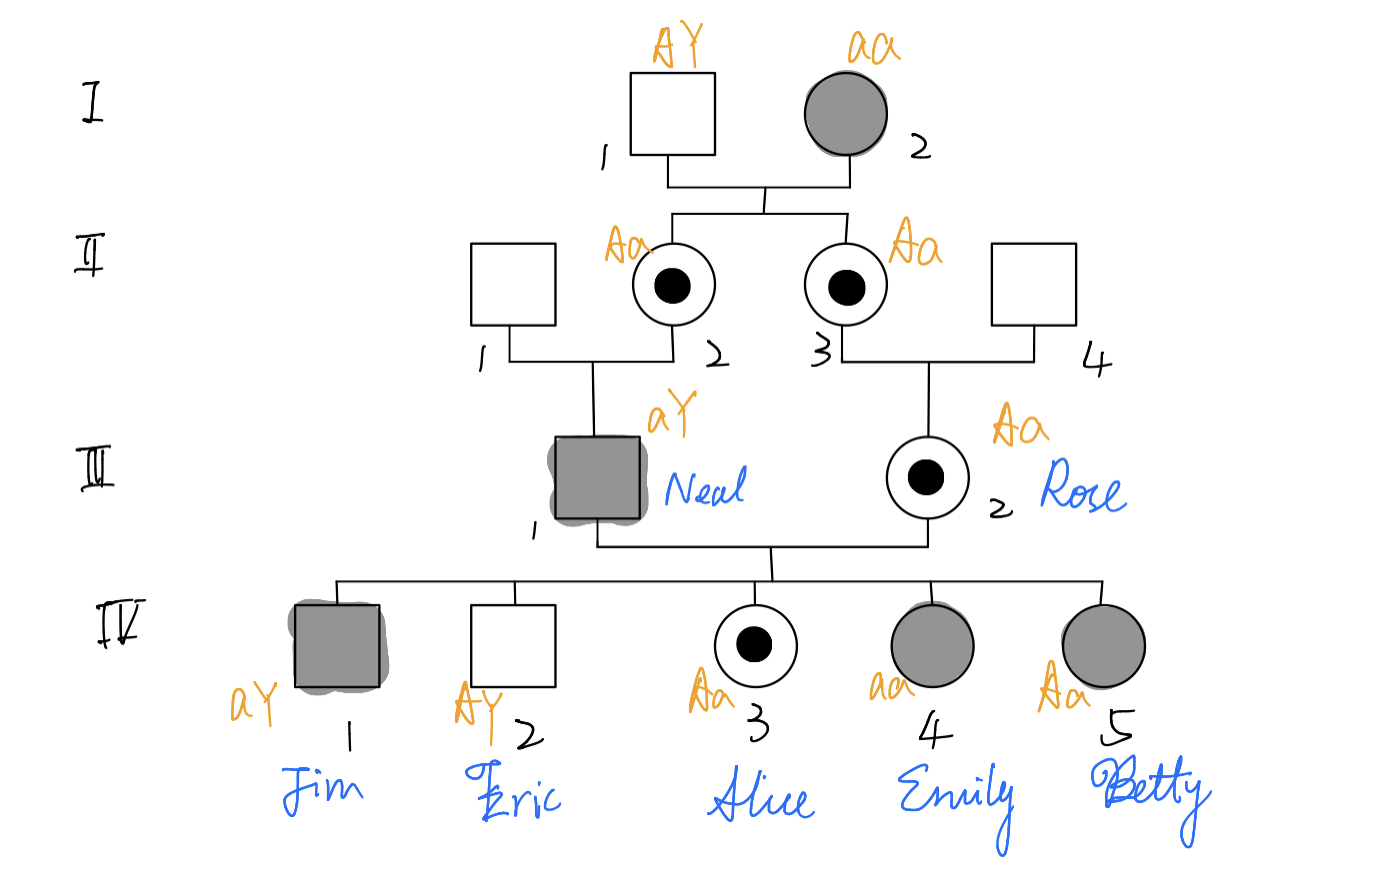 AY aa
I
1 2
Aa Aa
II
1 2 3 4
aY Aa
III
Neal Rose
1 2
IV
aY AY Aa aa Aa
1 2 3 4 5
Jim Eric Alice Emily Betty